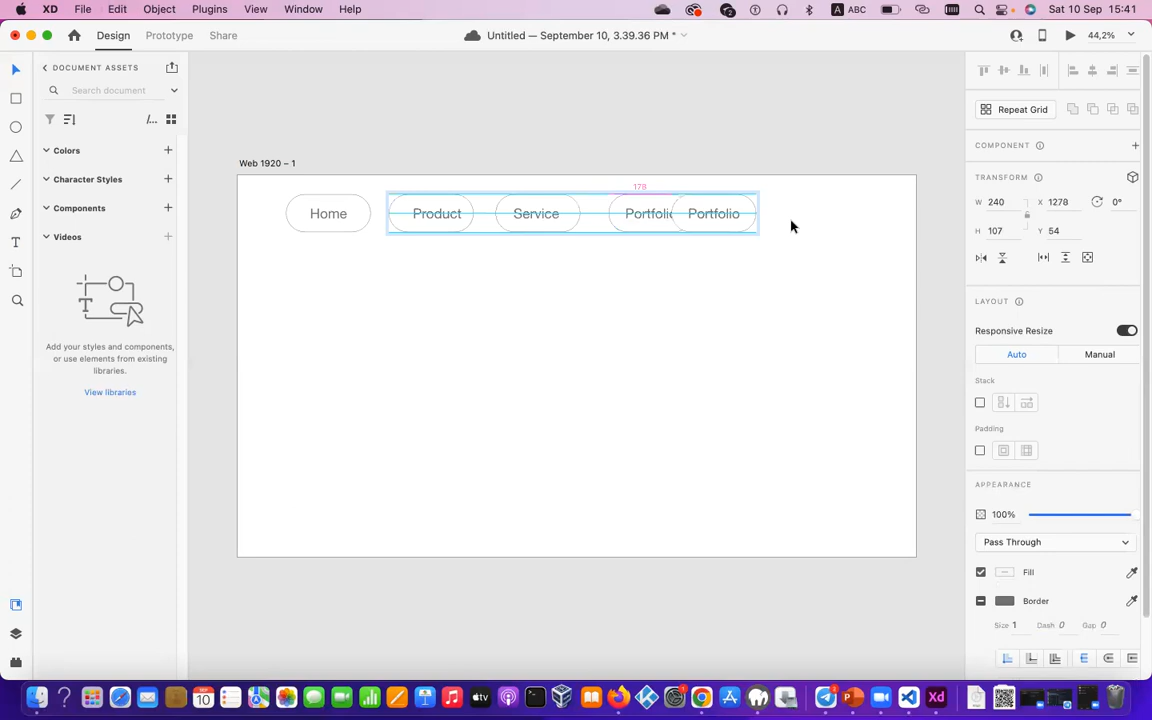 XD File Edit Object Plugins View Window Help
2 A ABC Sat 10 Sep 15:41
Design Prototype Share
Untitled — September 10, 3.39.36 PM *
44,2%
DOCUMENT ASSETS
Search document
/...
Colors
Character Styles
Components
Videos
Add your styles and components,
or use elements from existing
libraries.
View libraries
Web 1920 – 1
178
Home
Product
Service
Portfolio
Portfolio
Repeat Grid
COMPONENT
TRANSFORM
W 240 X 1278 0°
H 107 Y 54
LAYOUT
Responsive Resize
Auto Manual
Stack
Padding
APPEARANCE
100%
Pass Through
Fill
Border
Size 1 Dash 0 Gap 0
tv
Xd